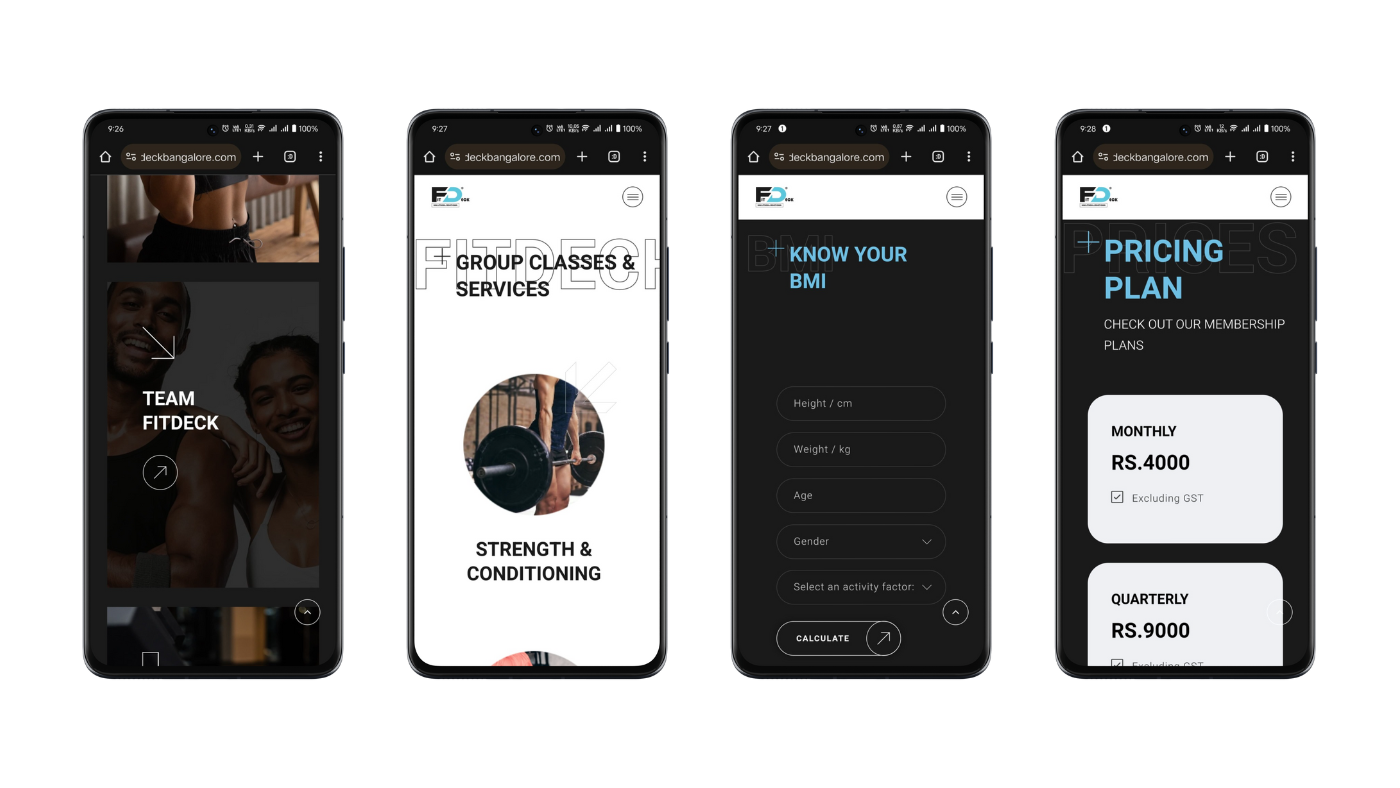 9:26
100%
deckbangalore.com
TEAM
FITDECK
9:27
100%
deckbangalore.com
FD
FITDECK
GROUP CLASSES &
SERVICES
STRENGTH &
CONDITIONING
9:27
100%
deckbangalore.com
FD
BMI
KNOW YOUR
BMI
Height / cm
Weight / kg
Age
Gender
Select an activity factor:
CALCULATE
9:28
100%
deckbangalore.com
FD
PRICES
PRICING
PLAN
CHECK OUT OUR MEMBERSHIP
PLANS
MONTHLY
RS.4000
Excluding GST
QUARTERLY
RS.9000
Excluding GST